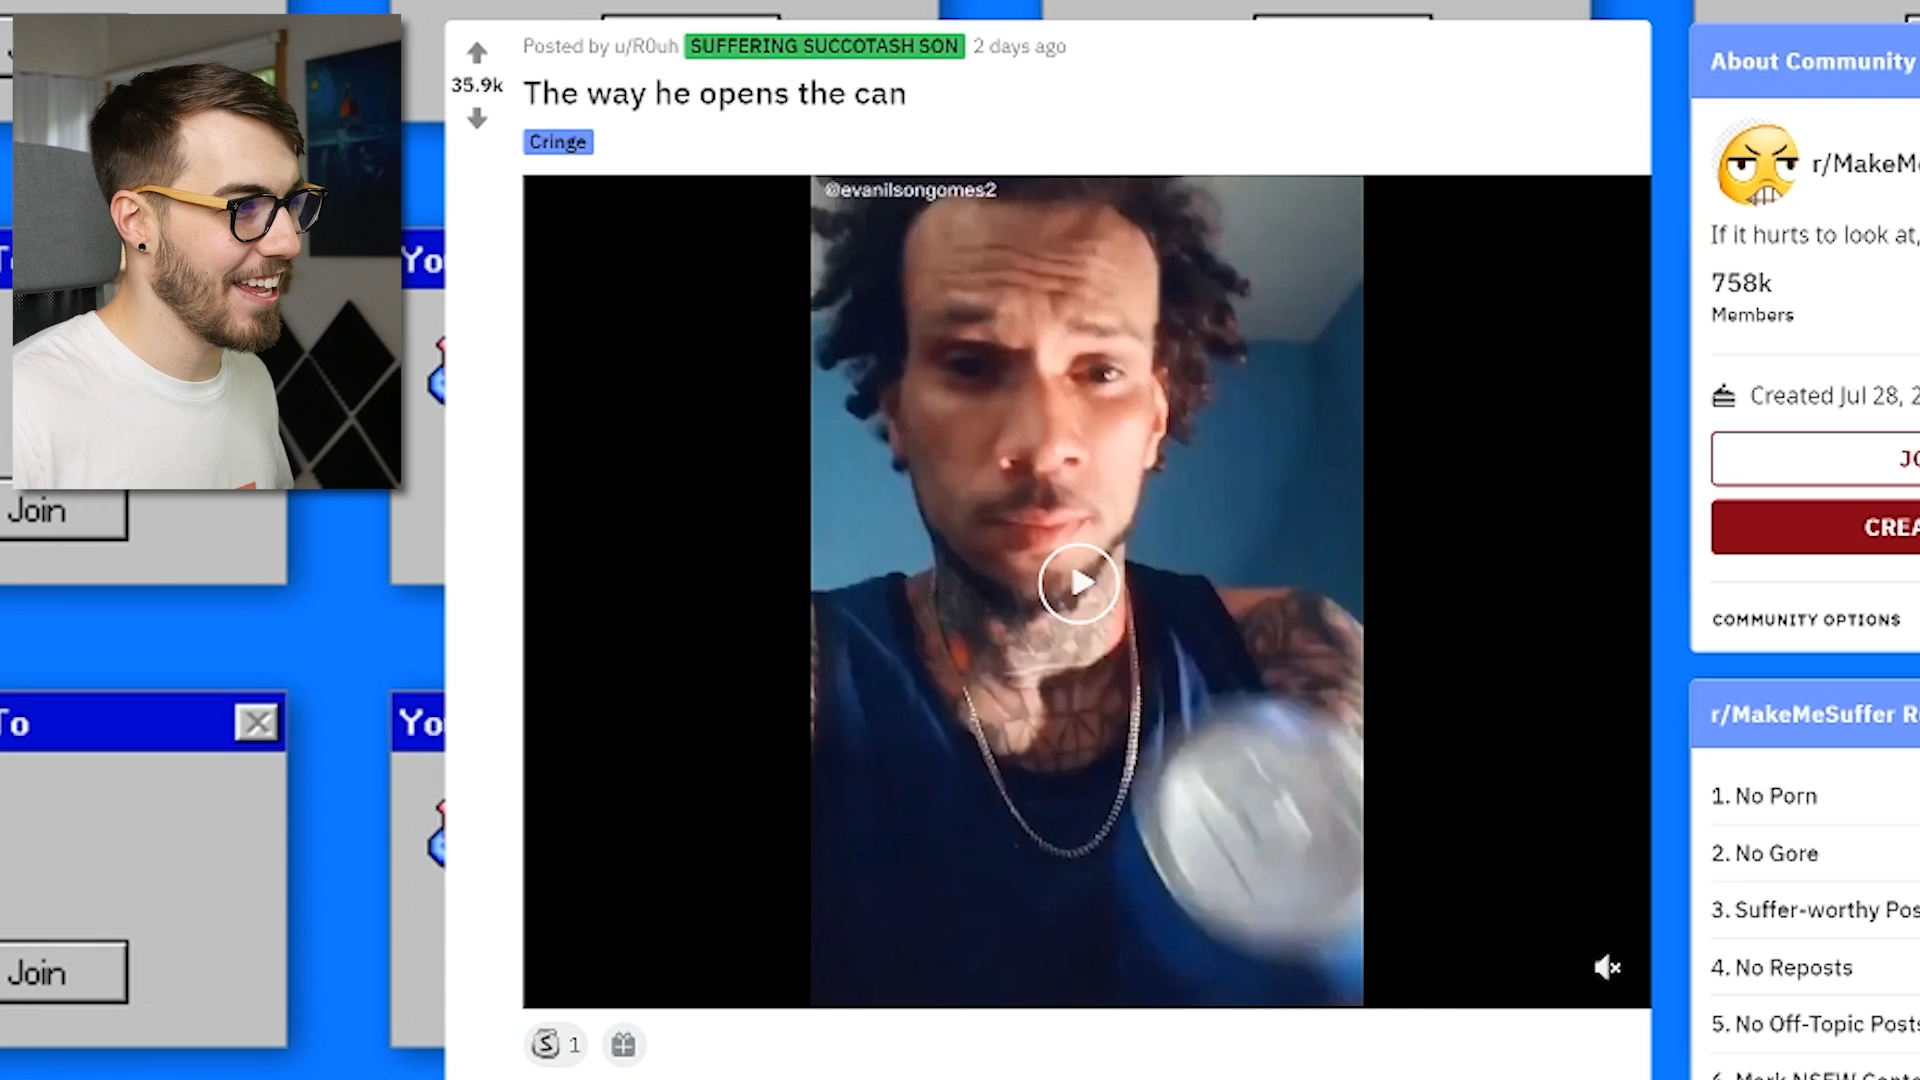 Posted by u/R0uh SUFFERING SUCCOTASH SON 2 days ago
35.9k
The way he opens the can
Cringe
@evanilsongomes2
1
Yo
Join
To
Yo
Join
About Community
r/MakeMe
If it hurts to look at,
758k
Members
Created Jul 28, 2
JO
CREA
COMMUNITY OPTIONS
r/MakeMeSuffer R
1. No Porn
2. No Gore
3. Suffer-worthy Pos
4. No Reposts
5. No Off-Topic Posts